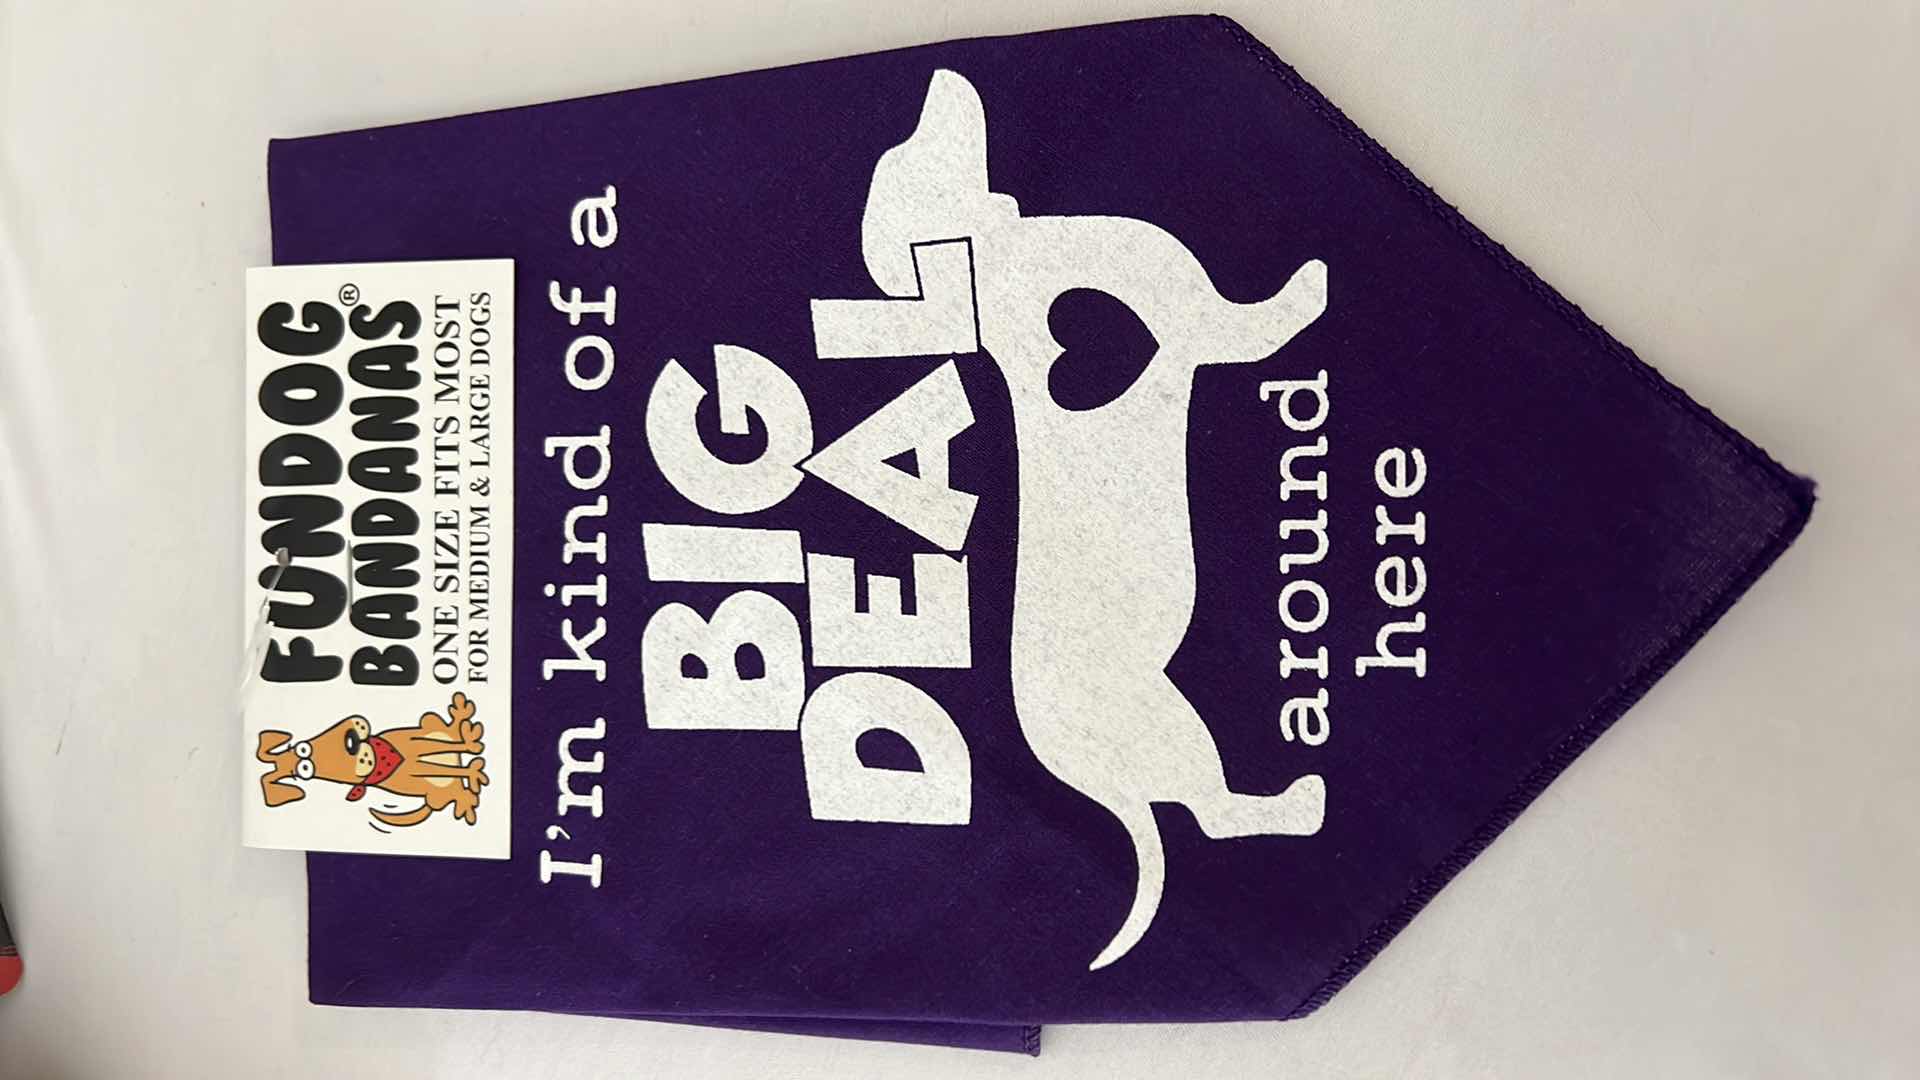 FUNDOG
BANDANAS®
ONE SIZE FITS MOST
FOR MEDIUM & LARGE DOGS
I'm kind of a
BIG
DEAL
around
here